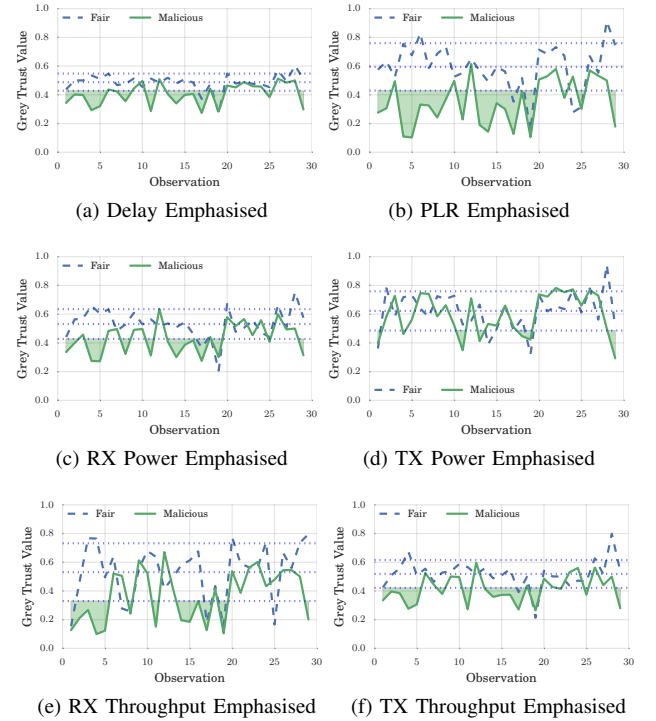 Fair Malicious
1.0
0.8
0.6
0.4
0.2
0.0
Grey Trust Value
0 5 10 15 20 25 30
Observation
(a) Delay Emphasised
Fair Malicious
1.0
0.8
0.6
0.4
0.2
0.0
Grey Trust Value
0 5 10 15 20 25 30
Observation
(b) PLR Emphasised
Fair Malicious
1.0
0.8
0.6
0.4
0.2
0.0
Grey Trust Value
0 5 10 15 20 25 30
Observation
(c) RX Power Emphasised
1.0
0.8
0.6
0.4
0.2
0.0
Grey Trust Value
Fair Malicious
0 5 10 15 20 25 30
Observation
(d) TX Power Emphasised
Fair Malicious
1.0
0.8
0.6
0.4
0.2
0.0
Grey Trust Value
0 5 10 15 20 25 30
Observation
(e) RX Throughput Emphasised
Fair Malicious
1.0
0.8
0.6
0.4
0.2
0.0
Grey Trust Value
0 5 10 15 20 25 30
Observation
(f) TX Throughput Emphasised